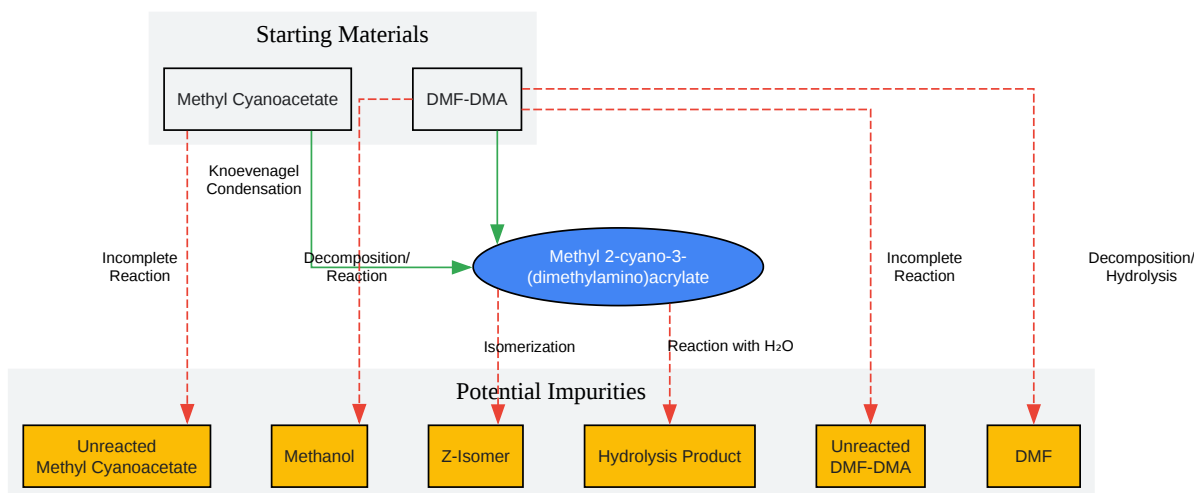 Starting Materials
Methyl Cyanoacetate
DMF-DMA
Knoevenagel
Condensation
Incomplete
Reaction
Decomposition/
Reaction
Methyl 2-cyano-3-
(dimethylamino)acrylate
Incomplete
Reaction
Decomposition/
Hydrolysis
Isomerization
Reaction with H₂O
Potential Impurities
Unreacted
Methyl Cyanoacetate
Methanol
Z-Isomer
Hydrolysis Product
Unreacted
DMF-DMA
DMF